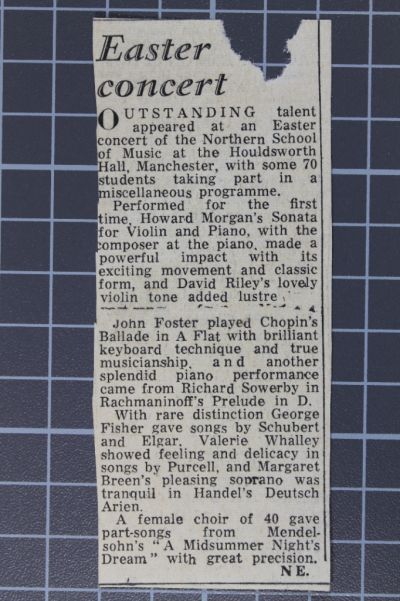 Easter
concert
OUTSTANDING talent
appeared at an Easter
concert of the Northern School
of Music at the Houldsworth
Hall, Manchester, with some 70
students taking part in a
miscellaneous programme.
Performed for the first
time, Howard Morgan's Sonata
for Violin and Piano, with the
composer at the piano, made a
powerful impact with its
exciting movement and classic
form, and David Riley's lovely
violin tone added lustre
John Foster played Chopin's
Ballade in A Flat with brilliant
keyboard technique and true
musicianship, and another
splendid piano performance
came from Richard Sowerby in
Rachmaninoff's Prelude in D.
With rare distinction George
Fisher gave songs by Schubert
and Elgar, Valerie Whalley
showed feeling and delicacy in
songs by Purcell, and Margaret
Breen's pleasing soprano was
tranquil in Handel's Deutsch
Arien.
A female choir of 40 gave
part-songs from Mendel-
sohn's "A Midsummer Night's
Dream" with great precision.
NE.